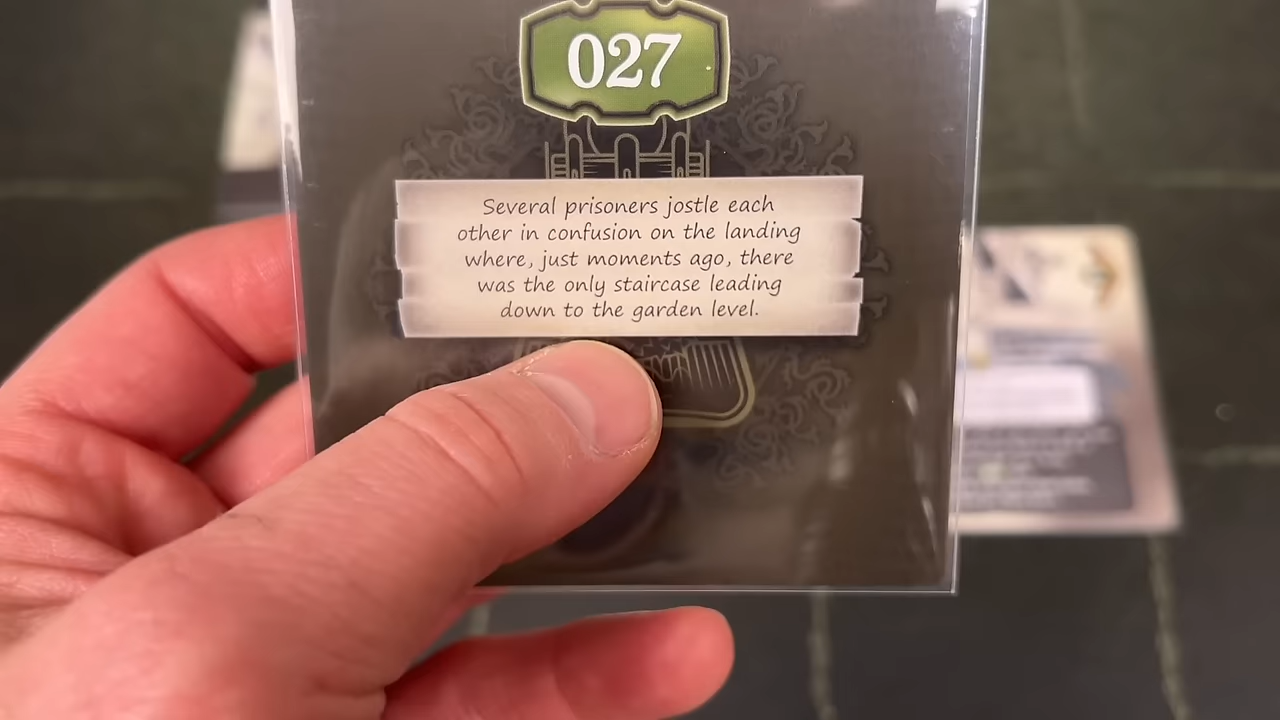 027
Several prisoners jostle each
other in confusion on the landing
where, just moments ago, there
was the only staircase leading
down to the garden level.